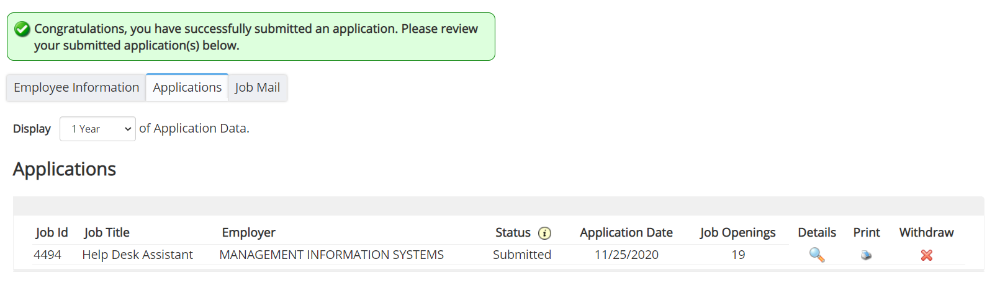 Congratulations, you have successfully submitted an application. Please review
your submitted application(s) below.
Employee Information Applications Job Mail
Display 1 Year of Application Data.
Applications
Job Id Job Title Employer Status i Application Date Job Openings Details Print Withdraw
4494 Help Desk Assistant MANAGEMENT INFORMATION SYSTEMS Submitted 11/25/2020 19